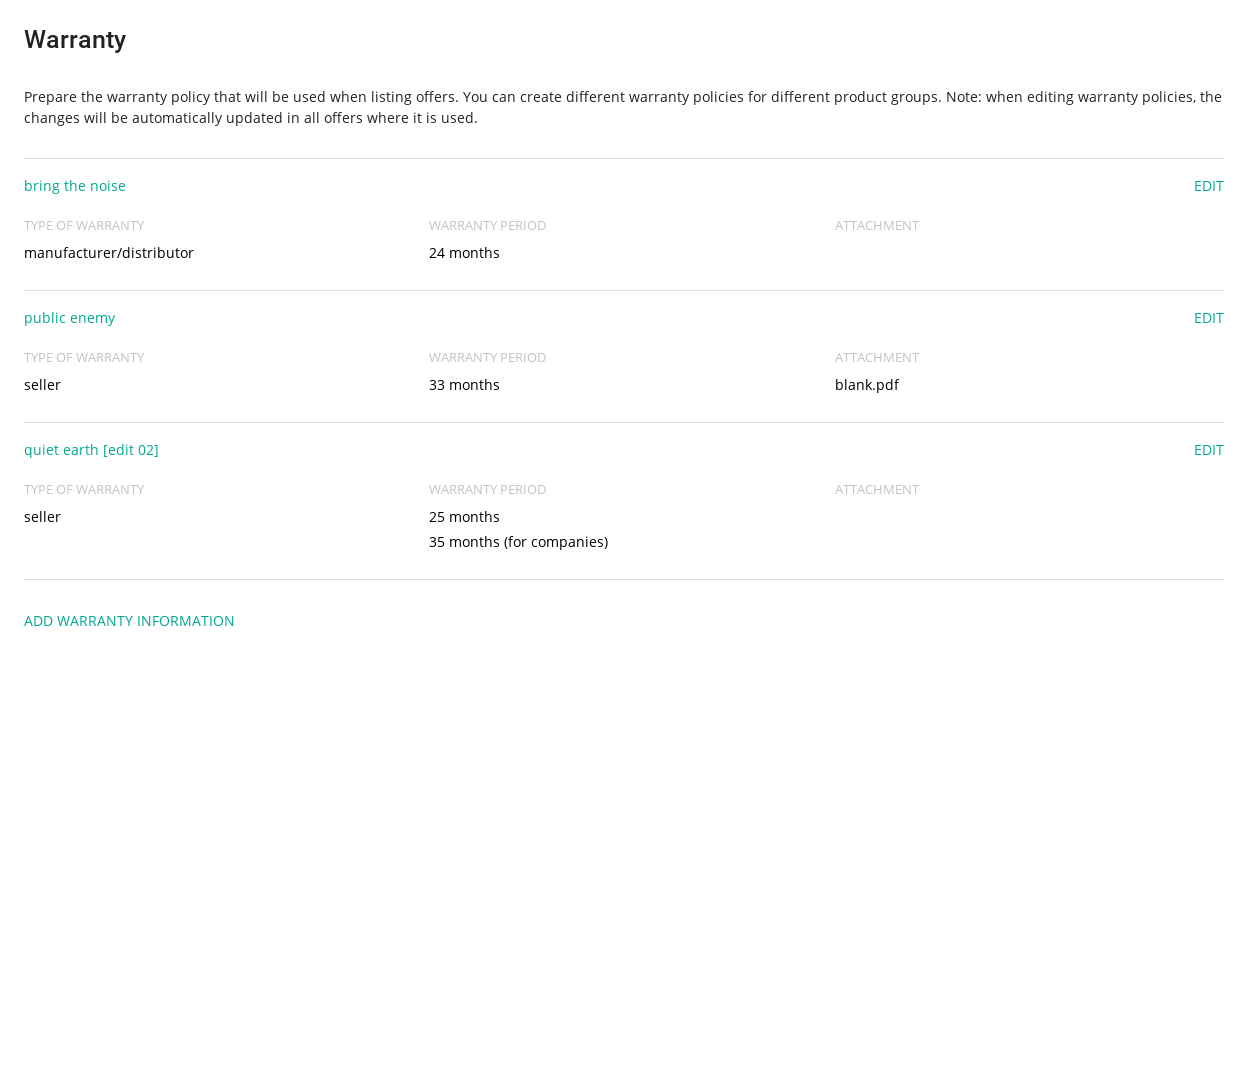 Warranty
Prepare the warranty policy that will be used when listing offers. You can create different warranty policies for different product groups. Note: when editing warranty policies, the
changes will be automatically updated in all offers where it is used.
bring the noise EDIT
TYPE OF WARRANTY WARRANTY PERIOD ATTACHMENT
manufacturer/distributor 24 months
public enemy EDIT
TYPE OF WARRANTY WARRANTY PERIOD ATTACHMENT
seller 33 months blank.pdf
quiet earth [edit 02] EDIT
TYPE OF WARRANTY WARRANTY PERIOD ATTACHMENT
seller 25 months
35 months (for companies)
ADD WARRANTY INFORMATION